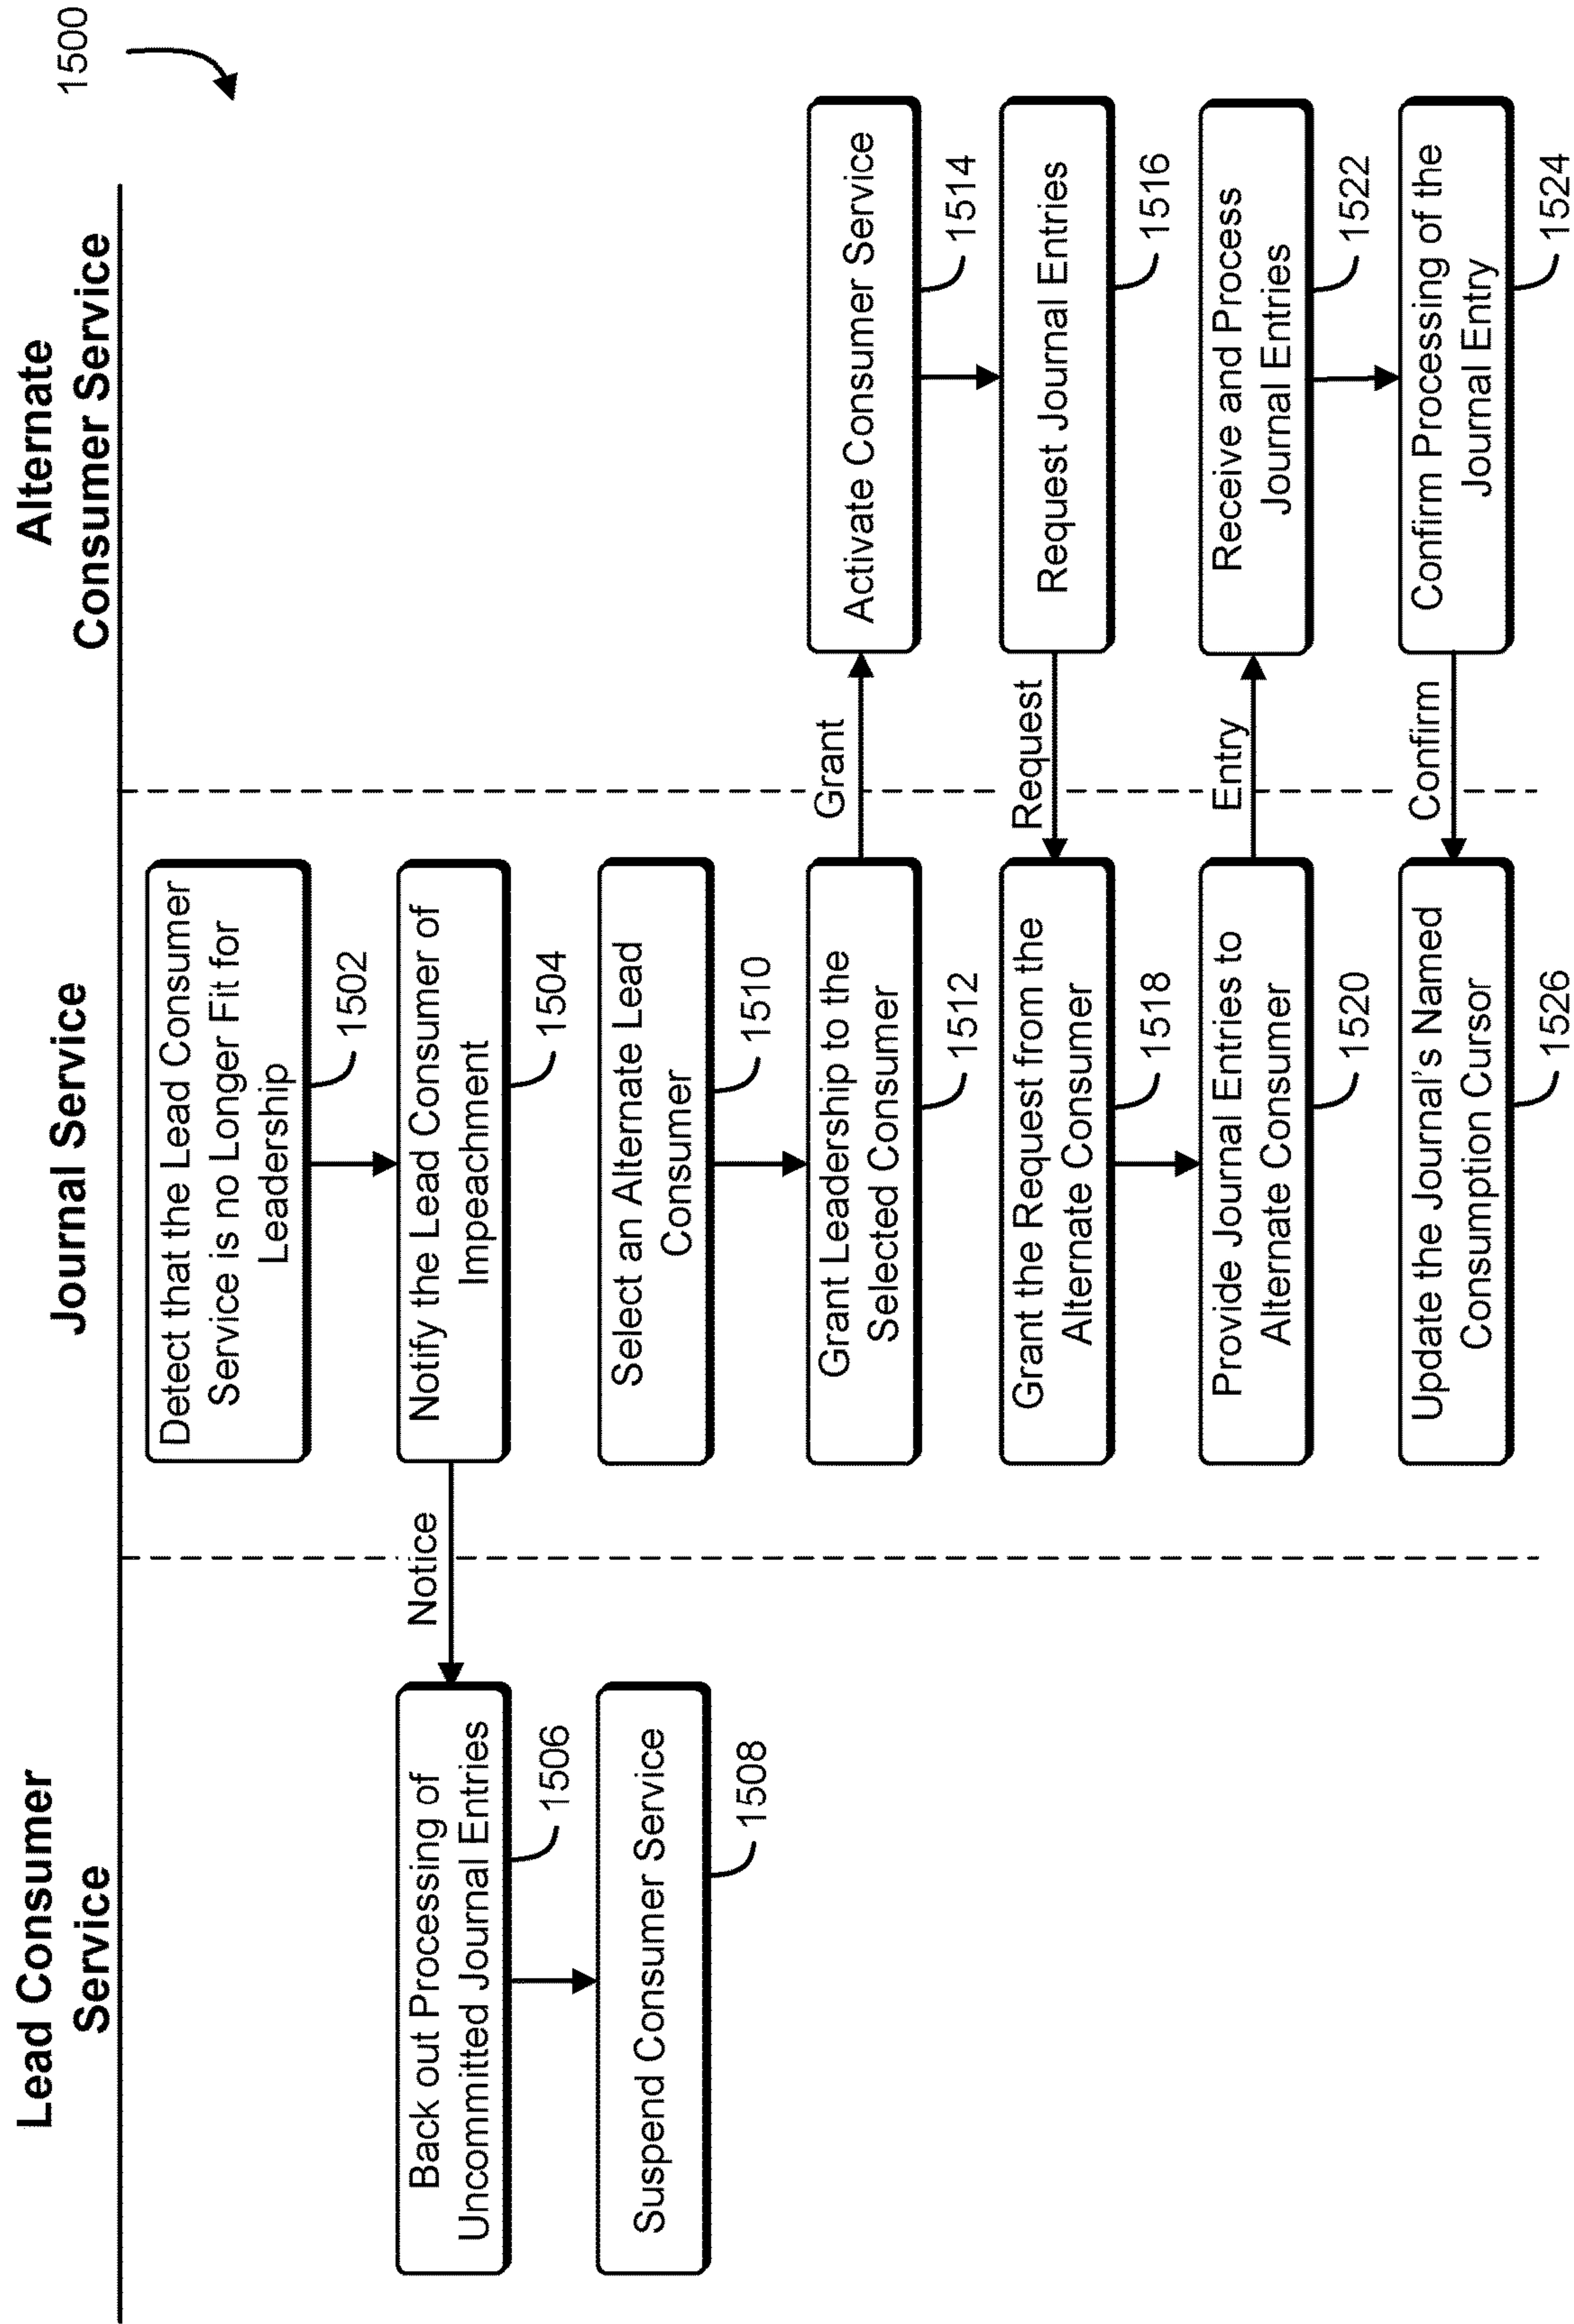 1500
Lead Consumer
Service
Journal Service
Alternate
Consumer Service
Detect that the Lead Consumer
Service is no Longer Fit for
Leadership
1502
Notify the Lead Consumer of
Impeachment
1504
Notice
Back out Processing of
Uncommitted Journal Entries
1506
Suspend Consumer Service
1508
Select an Alternate Lead
Consumer
1510
Grant Leadership to the
Selected Consumer
1512
Grant
Activate Consumer Service
1514
Request Journal Entries
1516
Request
Grant the Request from the
Alternate Consumer
1518
Provide Journal Entries to
Alternate Consumer
1520
Entry
Receive and Process
Journal Entries
1522
Confirm Processing of the
Journal Entry
1524
Confirm
Update the Journal's Named
Consumption Cursor
1526